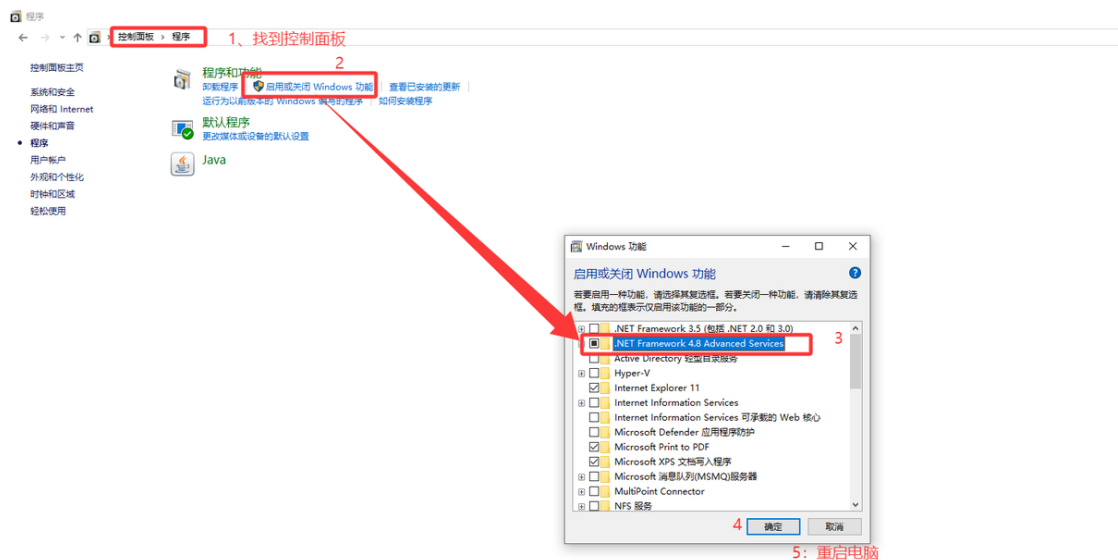 程序
控制面板 > 程序
1、找到控制面板
控制面板主页
系统和安全
网络和 Internet
硬件和声音
程序
用户帐户
外观和个性化
时钟和区域
轻松使用
2
程序和功能
卸载程序 启用或关闭 Windows 功能 查看已安装的更新
运行为以前版本的 Windows 编写的程序 如何安装程序
默认程序
更改媒体或设备的默认设置
Java
Windows 功能
启用或关闭 Windows 功能
若要启用一种功能，请选择其复选框。若要关闭一种功能，请清除其复选
框。填充的框表示仅启用该功能的一部分。
.NET Framework 3.5 (包括 .NET 2.0 和 3.0)
.NET Framework 4.8 Advanced Services
3
Active Directory 轻型目录服务
Hyper-V
Internet Explorer 11
Internet Information Services
Internet Information Services 可承载的 Web 核心
Microsoft Defender 应用程序防护
Microsoft Print to PDF
Microsoft XPS 文档写入程序
Microsoft 消息队列(MSMQ)服务器
MultiPoint Connector
NFS 服务
4
确定 取消
5：重启电脑